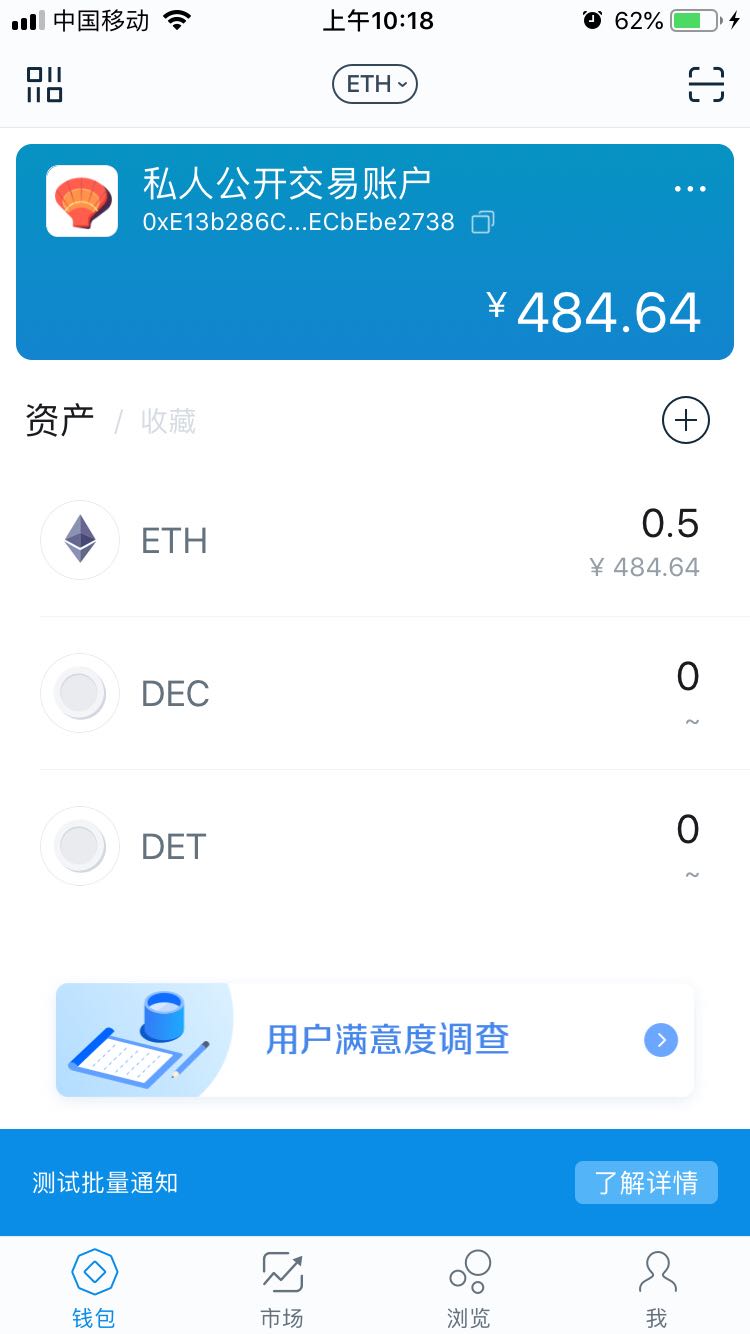 中国移动 上午10:18 62%
ETH
私人公开交易账户
0xE13b286C...ECbEbe2738
¥ 484.64
资产 / 收藏
ETH 0.5
¥ 484.64
DEC 0
~
DET 0
~
用户满意度调查
测试批量通知 了解详情
钱包 市场 浏览 我